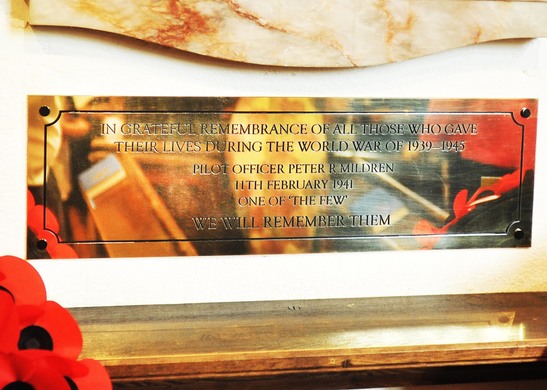 IN GRATEFUL REMEMBRANCE OF ALL THOSE WHO GAVE
THEIR LIVES DURING THE WORLD WAR OF 1939-1945
PILOT OFFICER PETER R MILDREN
11TH FEBRUARY 1941
ONE OF 'THE FEW'
WE WILL REMEMBER THEM